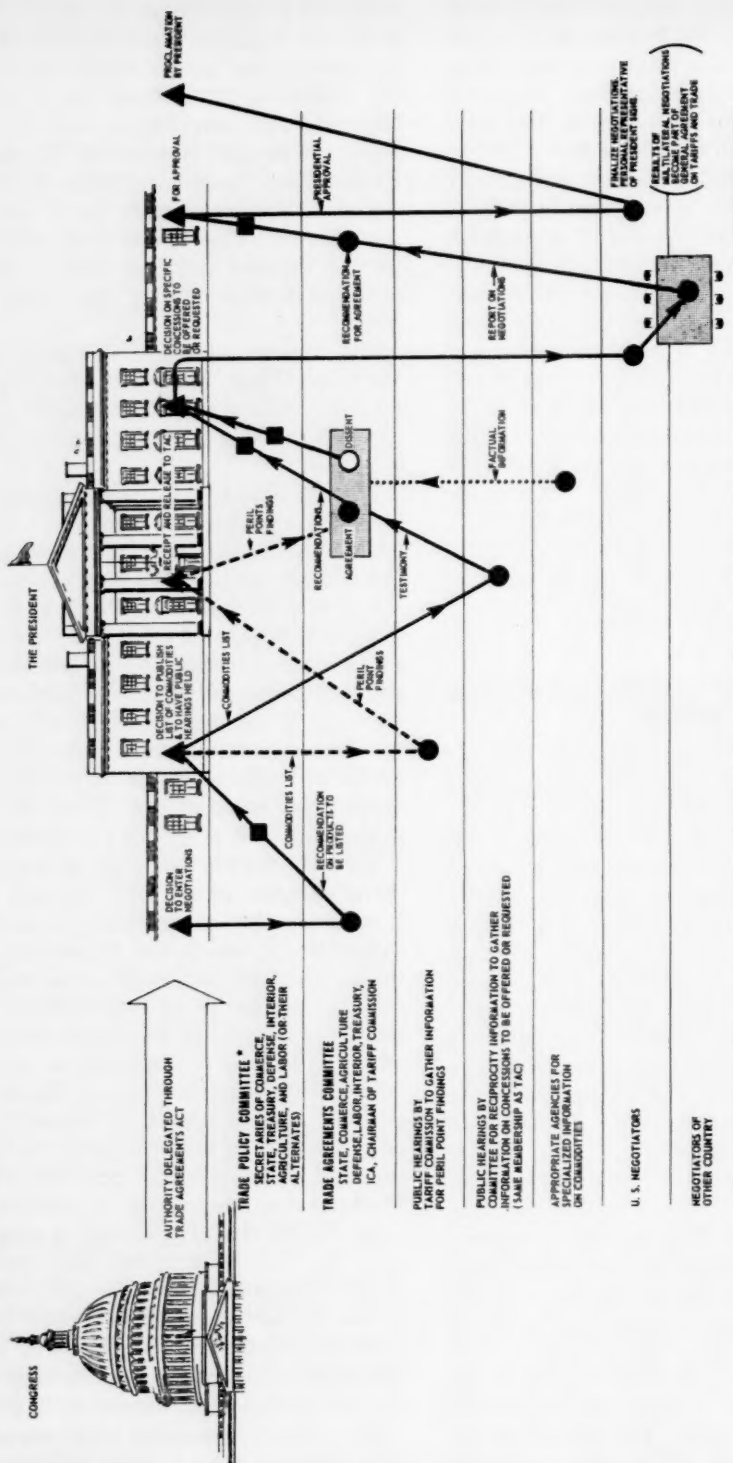 CONGRESS
AUTHORITY DELEGATED THROUGH
TRADE AGREEMENTS ACT
THE PRESIDENT
DECISION
TO ENTER
NEGOTIATIONS
DECISION TO PUBLISH
LIST OF COMMODITIES
& TO HAVE PUBLIC
HEARINGS HELD
RECEIPT AND RELEASE TO TAC
DECISION ON SPECIFIC
CONCESSIONS TO
BE OFFERED
OR REQUESTED
FOR APPROVAL
PROCLAMATION
BY PRESIDENT
TRADE POLICY COMMITTEE*
SECRETARIES OF COMMERCE,
STATE, TREASURY, DEFENSE, INTERIOR,
AGRICULTURE, AND LABOR (OR THEIR
ALTERNATES)
COMMODITIES LIST
PERIL
POINTS
FINDINGS
PRESIDENTIAL
APPROVAL
TRADE AGREEMENTS COMMITTEE
STATE, COMMERCE, AGRICULTURE
DEFENSE, LABOR, INTERIOR, TREASURY,
ICA, CHAIRMAN OF TARIFF COMMISSION
RECOMMENDATION
ON PRODUCTS TO
BE LISTED
COMMODITIES LIST
PERIL
POINT
FINDINGS
RECOMMENDATIONS
AGREEMENT
DISSENT
RECOMMENDATION
FOR AGREEMENT
PUBLIC HEARINGS BY
TARIFF COMMISSION TO GATHER INFORMATION
FOR PERIL POINT FINDINGS
TESTIMONY
REPORT ON
NEGOTIATIONS
PUBLIC HEARINGS BY
COMMITTEE FOR RECIPROCITY INFORMATION TO GATHER
INFORMATION ON CONCESSIONS TO BE OFFERED OR REQUESTED
(SAME MEMBERSHIP AS TAC)
FACTUAL
INFORMATION
APPROPRIATE AGENCIES FOR
SPECIALIZED INFORMATION
ON COMMODITIES
U. S. NEGOTIATORS
FINALIZE NEGOTIATIONS.
PERSONAL REPRESENTATIVE
OF PRESIDENT SIGNS.
NEGOTIATORS OF
OTHER COUNTRY
(RESULTS OF
MULTILATERAL NEGOTIATIONS
BECOME PART OF
GENERAL AGREEMENT
ON TARIFFS AND TRADE)